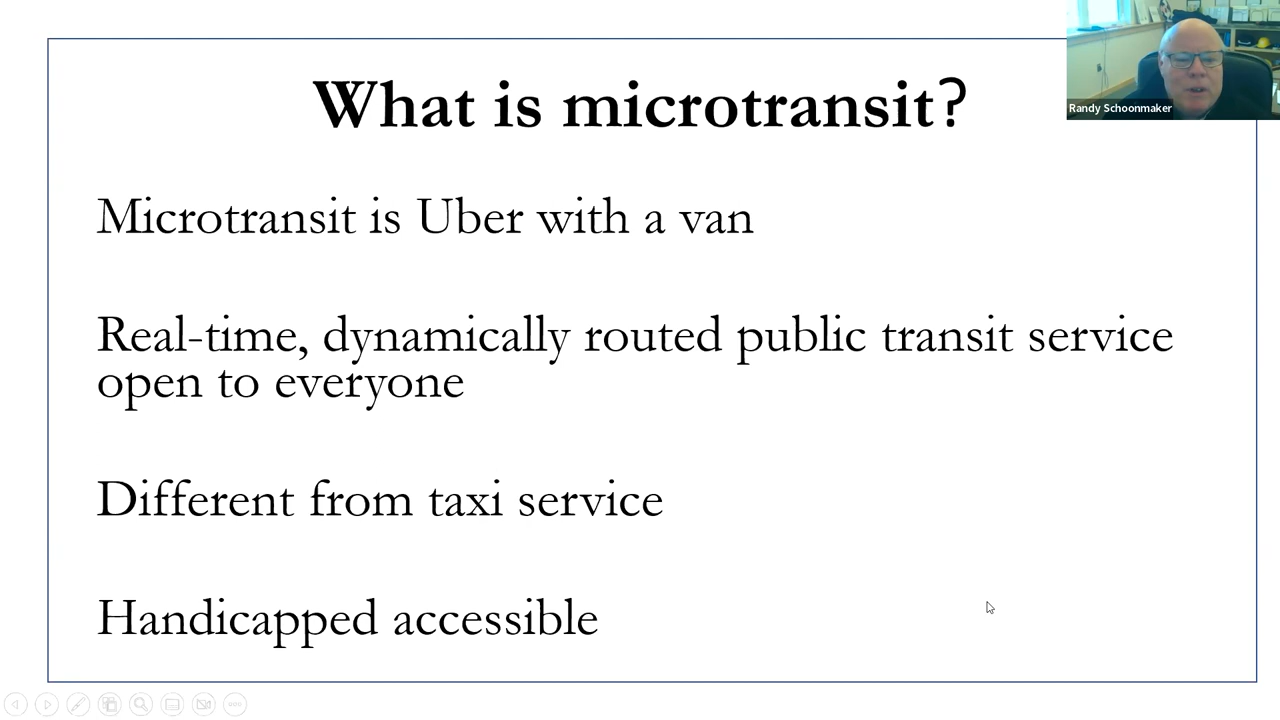 What is microtransit?
Randy Schoonmaker
Microtransit is Uber with a van
Real-time, dynamically routed public transit service
open to everyone
Different from taxi service
Handicapped accessible